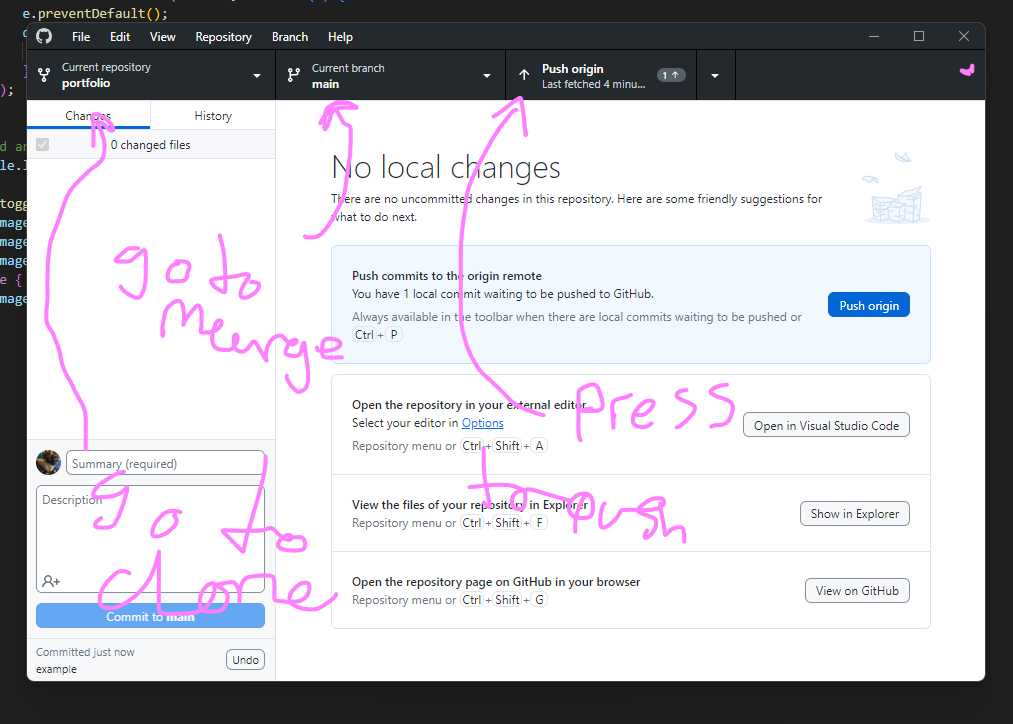 e.preventDefault();
File Edit View Repository Branch Help
Current repository
portfolio
Current branch
main
Push origin
Last fetched 4 minu...
1
);
Changes
History
0 changed files
No local changes
There are no uncommitted changes in this repository. Here are some friendly suggestions for
what to do next.
go to
meurge
Push commits to the origin remote
You have 1 local commit waiting to be pushed to GitHub.
Always available in the toolbar when there are local commits waiting to be pushed or
Ctrl + P
Push origin
Open the repository in your external editor
Select your editor in Options
Repository menu or Ctrl + Shift + A
Open in Visual Studio Code
press
to push
View the files of your repository in Explorer
Repository menu or Ctrl + Shift + F
Show in Explorer
Open the repository page on GitHub in your browser
Repository menu or Ctrl + Shift + G
View on GitHub
Summary (required)
Description
go to
clone
Commit to main
Committed just now
example
Undo
d ar
le.l
togg
mage
mage
mage
e {
mage